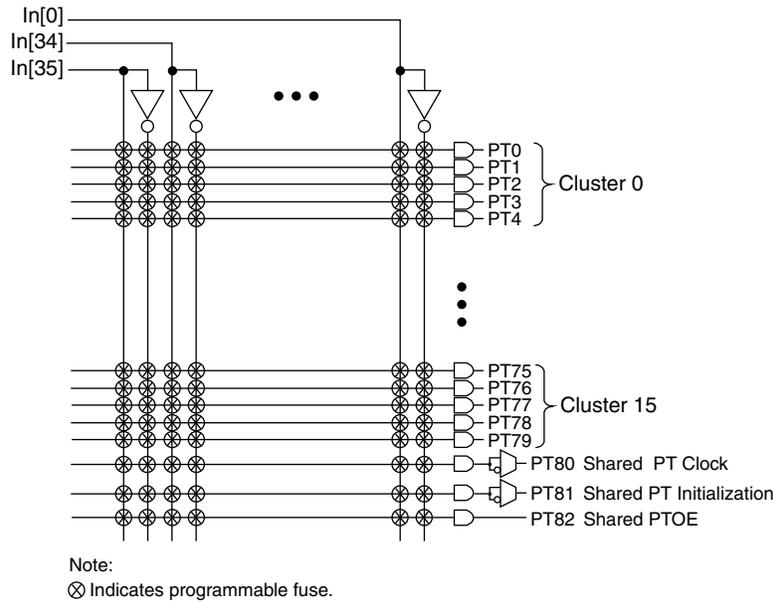 In[0]
In[34]
In[35]
PT0
PT1
PT2
PT3
PT4
Cluster 0
PT75
PT76
PT77
PT78
PT79
Cluster 15
PT80 Shared PT Clock
PT81 Shared PT Initialization
PT82 Shared PTOE
Note:
Indicates programmable fuse.